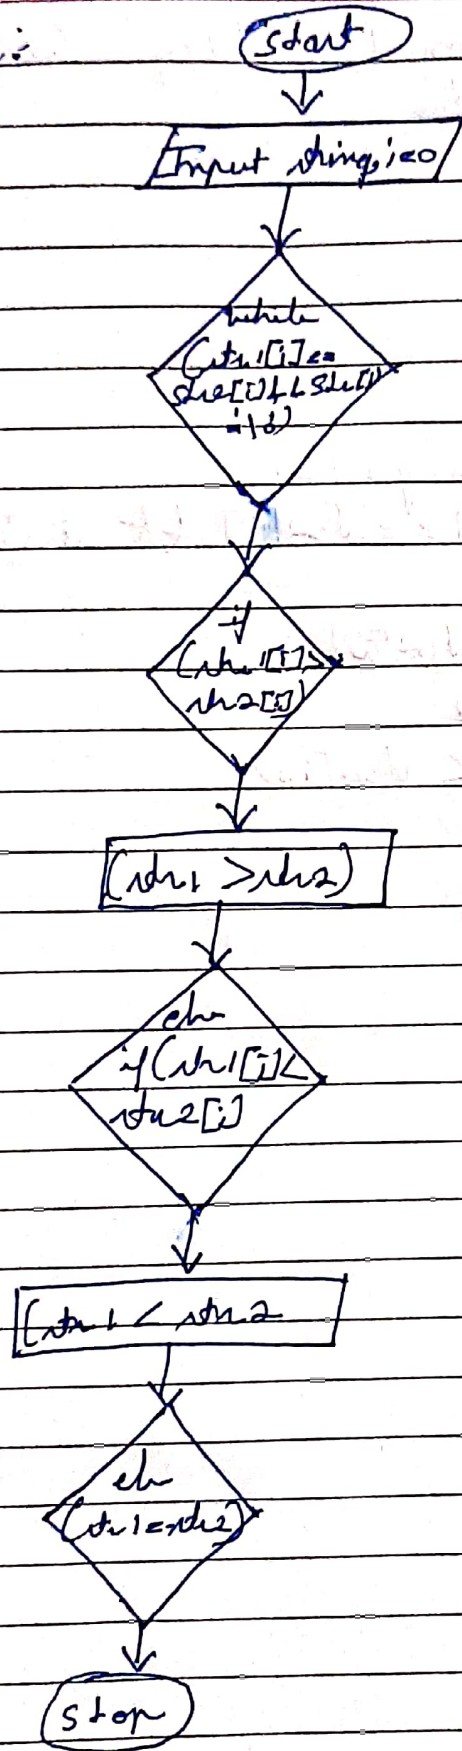 start
Input string, i=0
while
(str1[i]==
str2[i] && str[i]
= \0)
if
(str1[i]>
str2[i])
(str1 > str2)
else
if(str1[i]<
str2[i]
(str1 < str2
else
(str1=str2)
stop